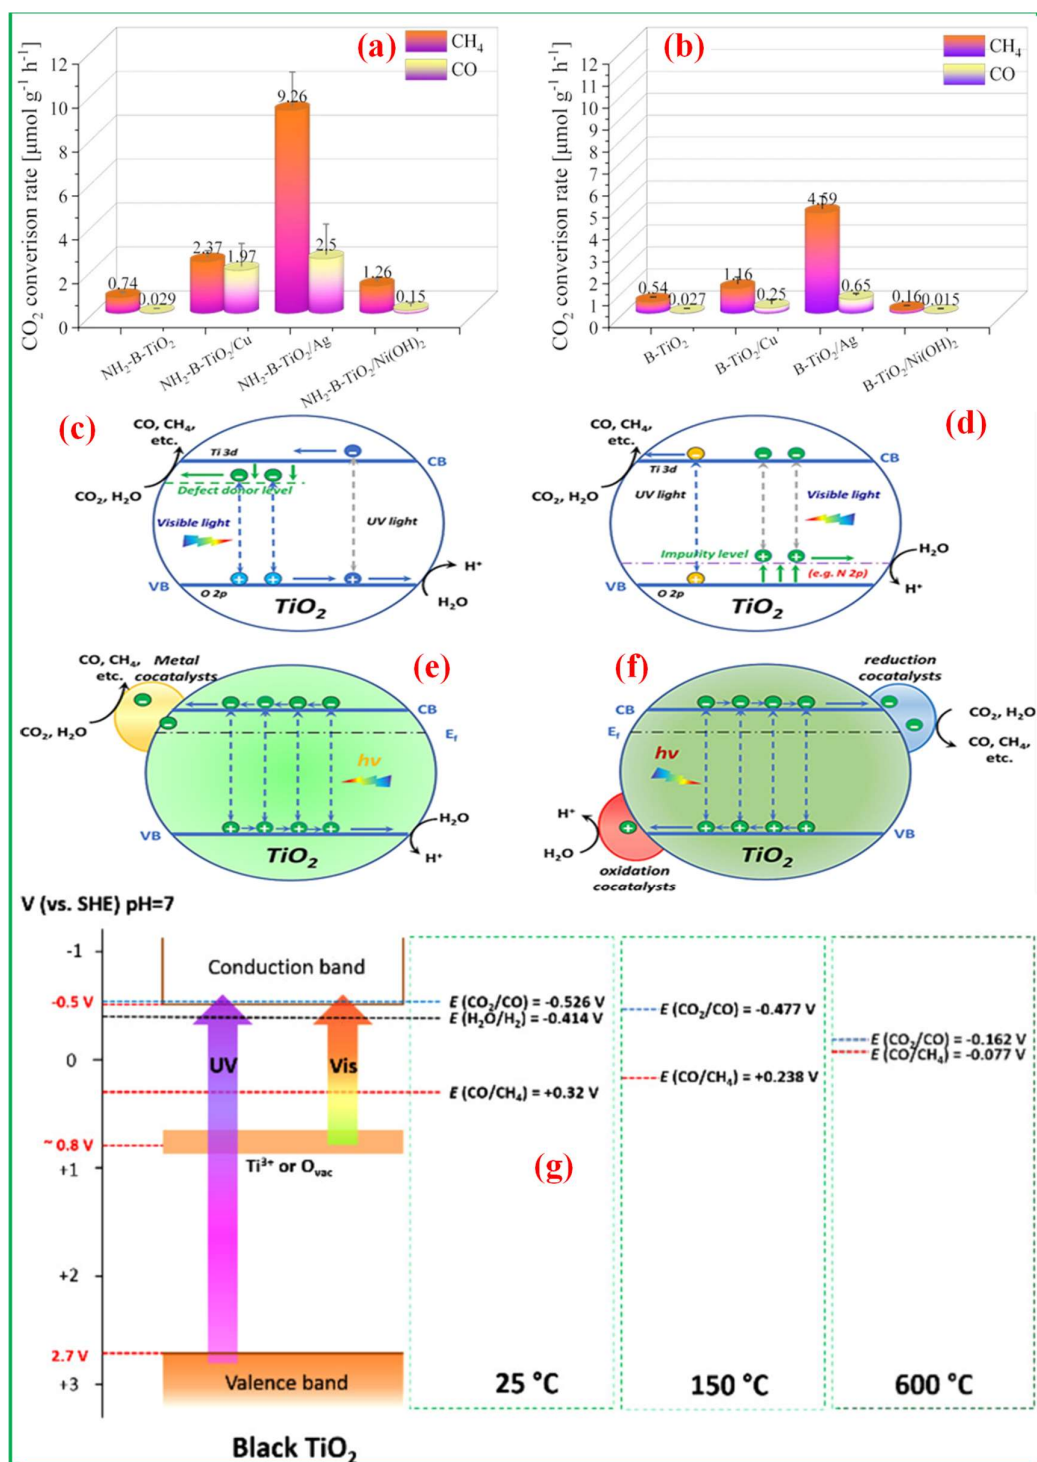 (a)
CH₄
CO
CO₂ converison rate [μmol g⁻¹ h⁻¹]
12
10
8
6
4
2
0
0.74
0.029
2.37
1.97
9.26
2.5
1.26
0.15
NH₂-B-TiO₂
NH₂-B-TiO₂/Cu
NH₂-B-TiO₂/Ag
NH₂-B-TiO₂/Ni(OH)₂
(b)
CH₄
CO
CO₂ converison rate [μmol g⁻¹ h⁻¹]
12
11
10
9
8
7
6
5
4
3
2
1
0
0.54
0.027
1.16
0.25
4.59
0.65
0.16
0.015
B-TiO₂
B-TiO₂/Cu
B-TiO₂/Ag
B-TiO₂/Ni(OH)₂
(c)
CO, CH₄,
etc.
CO₂, H₂O
Ti 3d
CB
Defect donor level
Visible light
UV light
VB
O 2p
TiO₂
H⁺
H₂O
(d)
CO, CH₄,
etc.
CO₂, H₂O
Ti 3d
CB
UV light
Visible light
Impurity level
(e.g. N 2p)
H₂O
H⁺
VB
O 2p
TiO₂
(e)
CO, CH₄,
etc.
Metal
cocatalysts
CO₂, H₂O
CB
E_f
hv
VB
TiO₂
H₂O
H⁺
(f)
reduction
cocatalysts
CB
E_f
CO₂, H₂O
CO, CH₄,
etc.
hv
H⁺
H₂O
VB
TiO₂
oxidation
cocatalysts
V (vs. SHE) pH=7
-1
-0.5 V
0
~ 0.8 V
+1
+2
2.7 V
+3
Conduction band
UV
Vis
Ti³⁺ or O_vac
Valence band
Black TiO₂
E (CO₂/CO) = -0.526 V
E (H₂O/H₂) = -0.414 V
E (CO/CH₄) = +0.32 V
25 °C
E (CO₂/CO) = -0.477 V
E (CO/CH₄) = +0.238 V
150 °C
E (CO₂/CO) = -0.162 V
E (CO/CH₄) = -0.077 V
600 °C
(g)